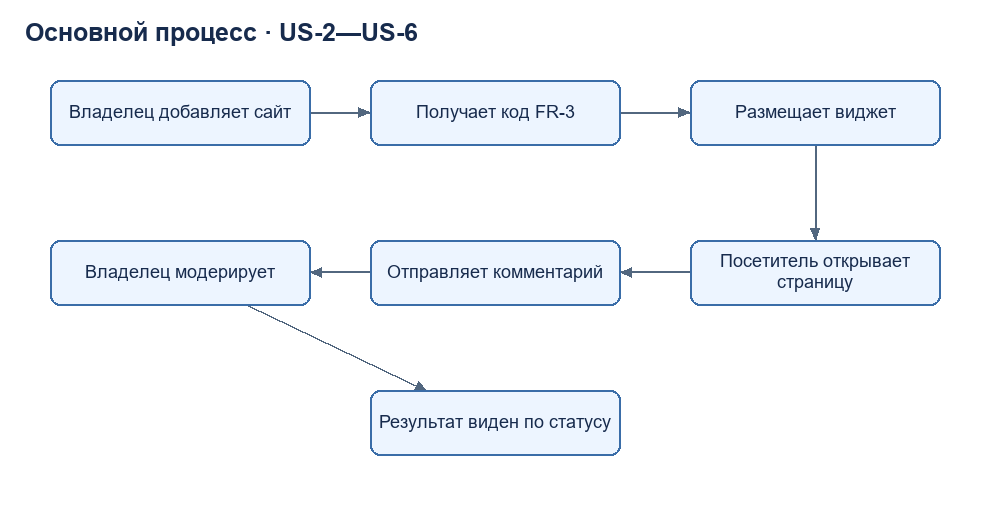 Основной процесс · US-2—US-6
Владелец добавляет сайт
Получает код FR-3
Размещает виджет
Посетитель открывает
страницу
Отправляет комментарий
Владелец модерирует
Результат виден по статусу